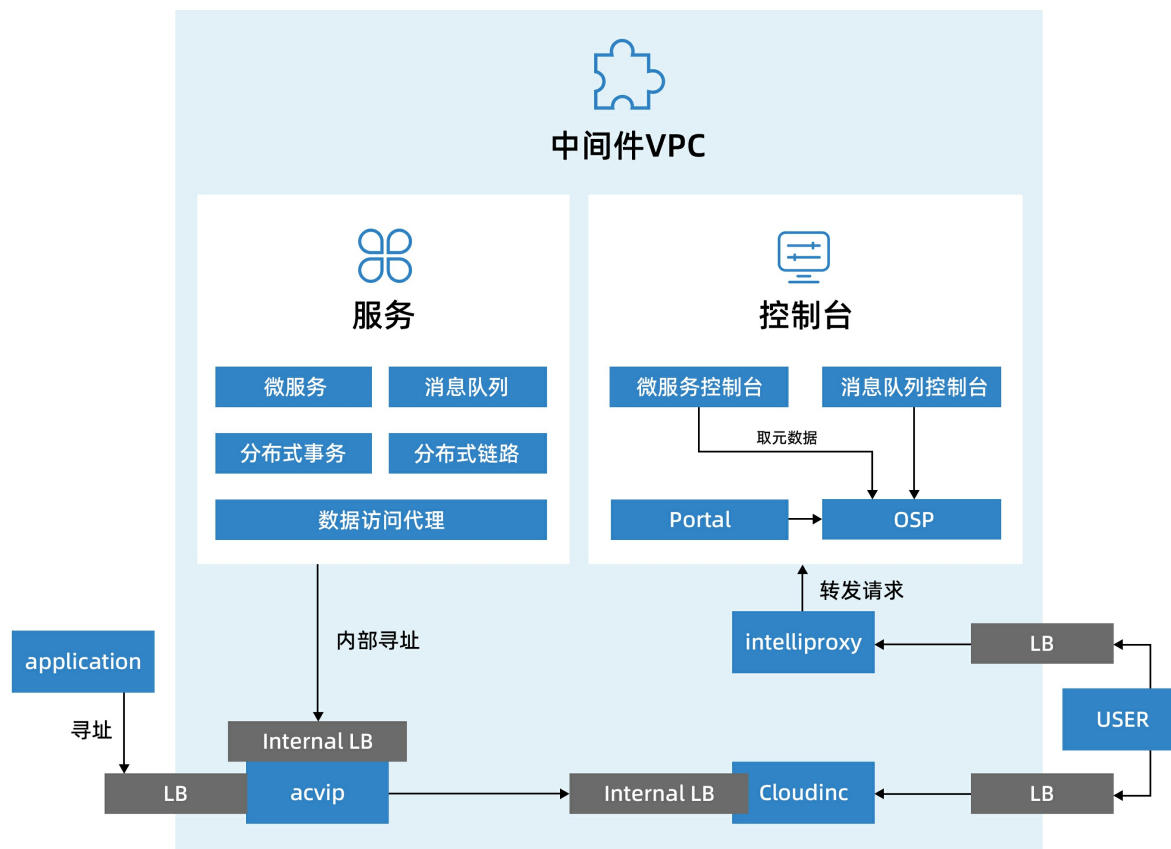 中间件VPC
服务
微服务
消息队列
分布式事务
分布式链路
数据访问代理
控制台
微服务控制台
消息队列控制台
取元数据
Portal
OSP
转发请求
内部寻址
application
寻址
intelliproxy
LB
USER
Internal LB
LB
acvip
Internal LB
Cloudinc
LB